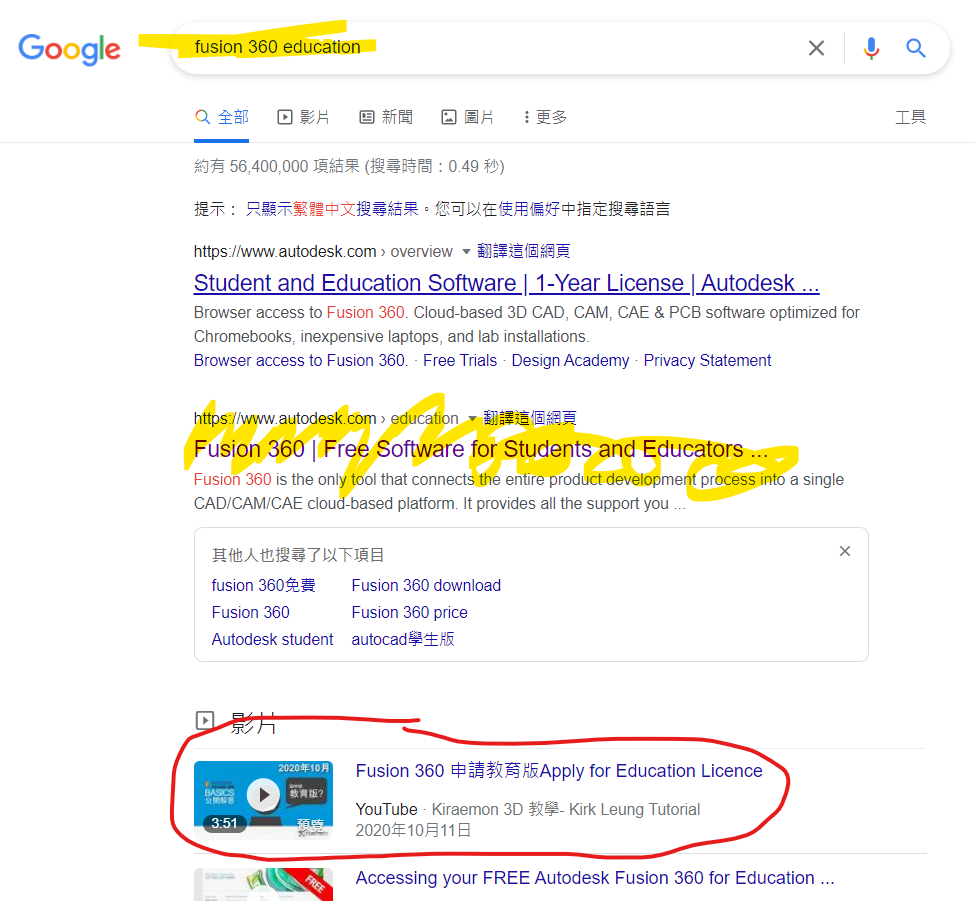 Google
fusion 360 education
全部
影片
新聞
圖片
更多
工具
約有 56,400,000 項結果 (搜尋時間：0.49 秒)
提示： 只顯示繁體中文搜尋結果。您可以在使用偏好中指定搜尋語言
https://www.autodesk.com › overview 翻譯這個網頁
Student and Education Software | 1-Year License | Autodesk ...
Browser access to Fusion 360. Cloud-based 3D CAD, CAM, CAE & PCB software optimized for
Chromebooks, inexpensive laptops, and lab installations.
Browser access to Fusion 360. · Free Trials · Design Academy · Privacy Statement
https://www.autodesk.com › education 翻譯這個網頁
Fusion 360 | Free Software for Students and Educators ...
Fusion 360 is the only tool that connects the entire product development process into a single
CAD/CAM/CAE cloud-based platform. It provides all the support you ...
其他人也搜尋了以下項目
fusion 360免費
Fusion 360 download
Fusion 360
Fusion 360 price
Autodesk student
autocad學生版
影片
2020年10月
BASICS
公開解答
教育版?
3:51
預覽
Fusion 360 申請教育版Apply for Education Licence
YouTube · Kiraemon 3D 教學- Kirk Leung Tutorial
2020年10月11日
FREE
Accessing your FREE Autodesk Fusion 360 for Education ...